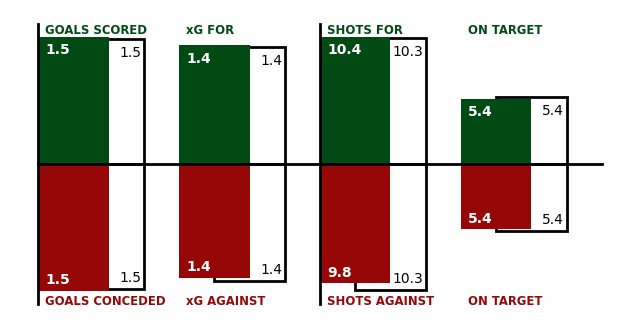 GOALS SCORED xG FOR SHOTS FOR ON TARGET
1.5 1.5 1.4 1.4 10.4 10.3 5.4 5.4
1.5 1.5 1.4 1.4 9.8 10.3 5.4 5.4
GOALS CONCEDED xG AGAINST SHOTS AGAINST ON TARGET